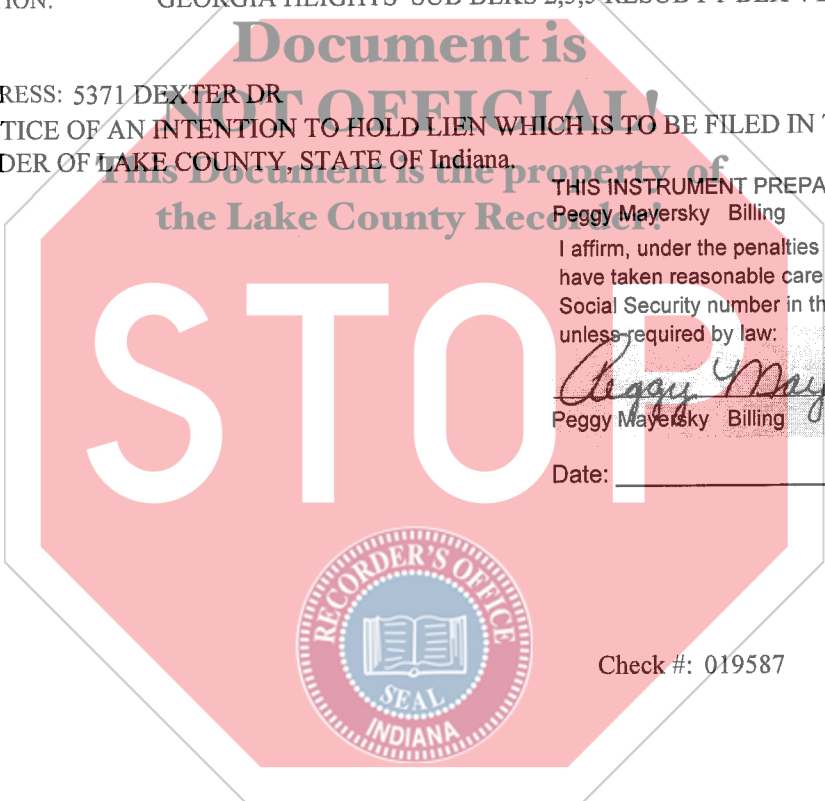 TION: GEORGIA HEIGHTS SUB BLKS 2,3,5 RESUB PT
Document is
RESS: 5371 DEXTER DR
NOT OFFICIAL!
TICE OF AN INTENTION TO HOLD LIEN WHICH IS TO BE FILED IN
DER OF LAKE COUNTY, STATE OF Indiana.
This Document is the property of
the Lake County Recorder!
THIS INSTRUMENT PREPA
Peggy Mayersky Billing
I affirm, under the penalties
have taken reasonable care
Social Security number in th
unless required by law:
STOP
Peggy May
Peggy Mayersky Billing
Date:
RECORDER'S OFFICE
SEAL
INDIANA
Check #: 019587